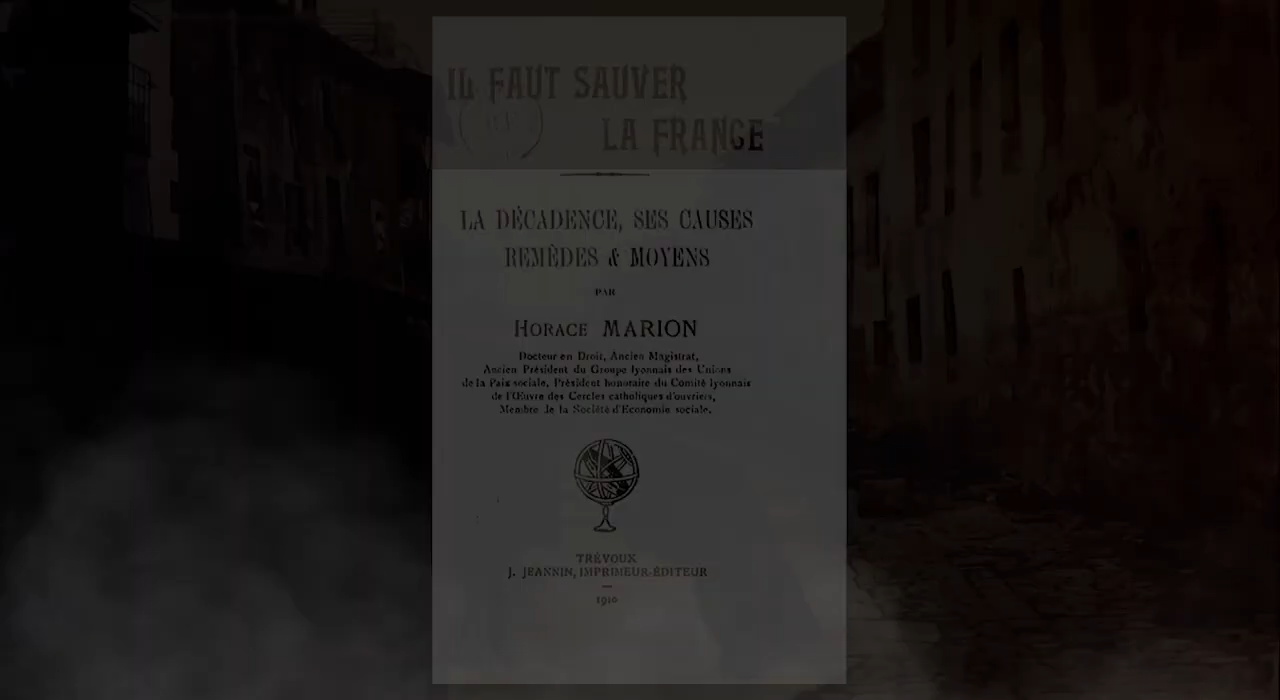 IL FAUT SAUVER
LA FRANCE
LA DÉCADENCE, SES CAUSES
REMÈDES & MOYENS
PAR
HORACE MARION
Docteur en Droit, Ancien Magistrat,
Ancien Président du Groupe lyonnais des Unions
de la Paix sociale, Président honoraire du Comité lyonnais
de l'Œuvre des Cercles catholiques d'ouvriers,
Membre de la Société d'Economie sociale.
TRÉVOUX
J. JEANNIN, IMPRIMEUR-ÉDITEUR
1910